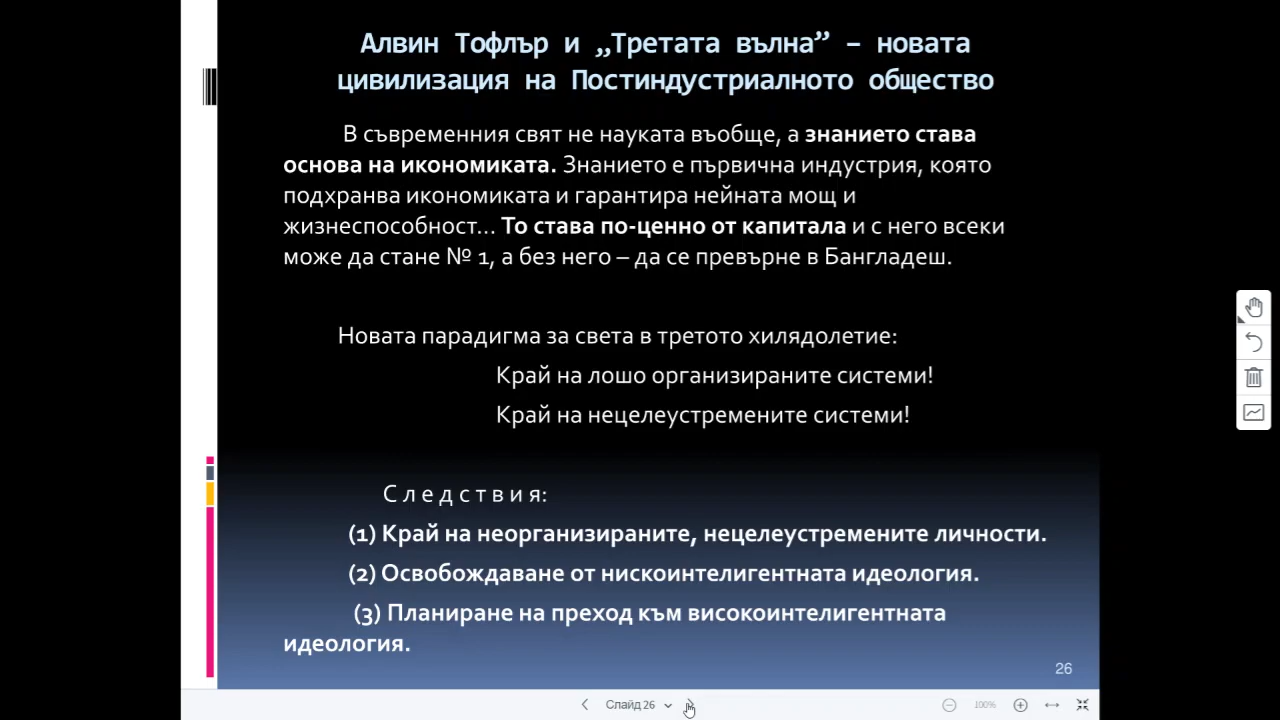 Алвин Тофлър и „Третата вълна” – новата
цивилизация на Постиндустриалното общество
В съвременния свят не науката въобще, а знанието става
основа на икономиката. Знанието е първична индустрия, която
подхранва икономиката и гарантира нейната мощ и
жизнеспособност... То става по-ценно от капитала и с него всеки
може да стане № 1, а без него – да се превърне в Бангладеш.
Новата парадигма за света в третото хилядолетие:
Край на лошо организираните системи!
Край на нецелеустремените системи!
С л е д с т в и я:
(1) Край на неорганизираните, нецелеустремените личности.
(2) Освобождаване от нискоинтелигентната идеология.
(3) Планиране на преход към високоинтелигентната
идеология.
26
Слайд 26
100%